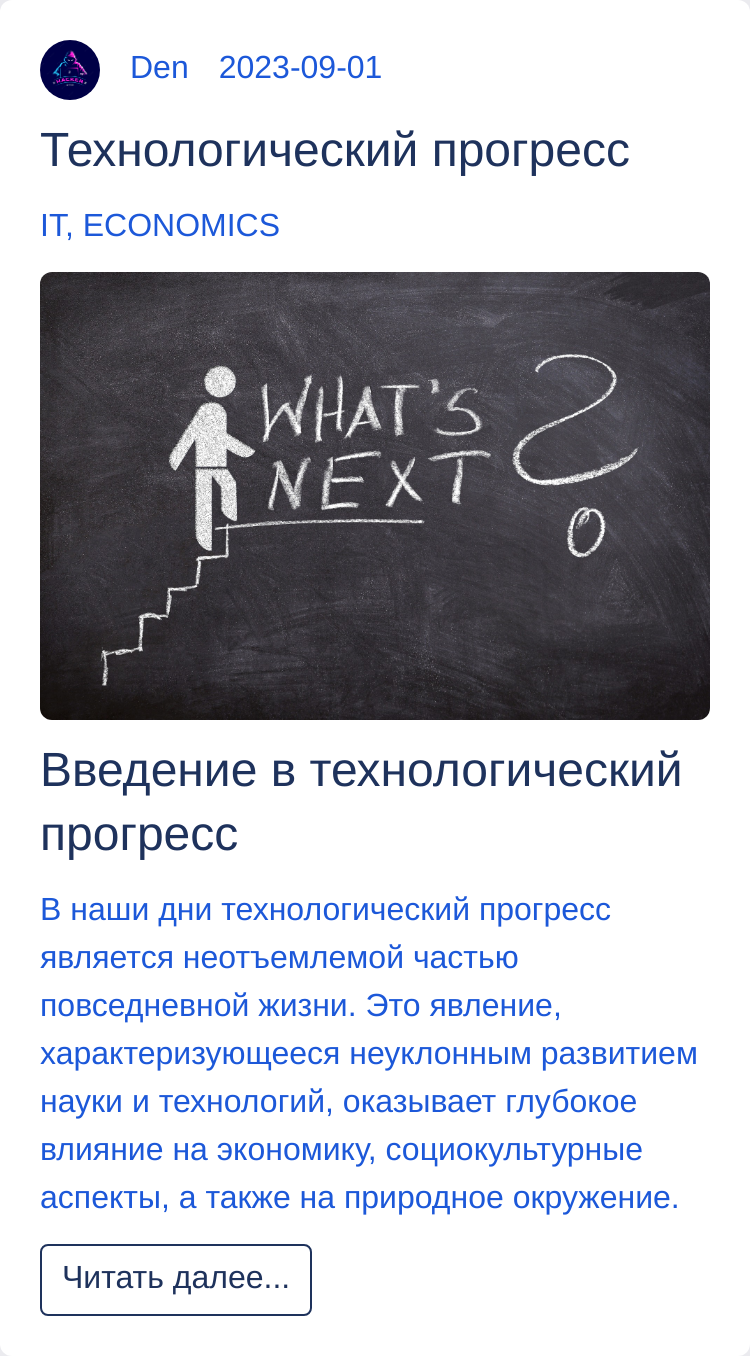 HACKER
Den 2023-09-01
Технологический прогресс
IT, ECONOMICS
WHAT'S
NEXT ?
Введение в технологический
прогресс
В наши дни технологический прогресс
является неотъемлемой частью
повседневной жизни. Это явление,
характеризующееся неуклонным развитием
науки и технологий, оказывает глубокое
влияние на экономику, социокультурные
аспекты, а также на природное окружение.
Читать далее...